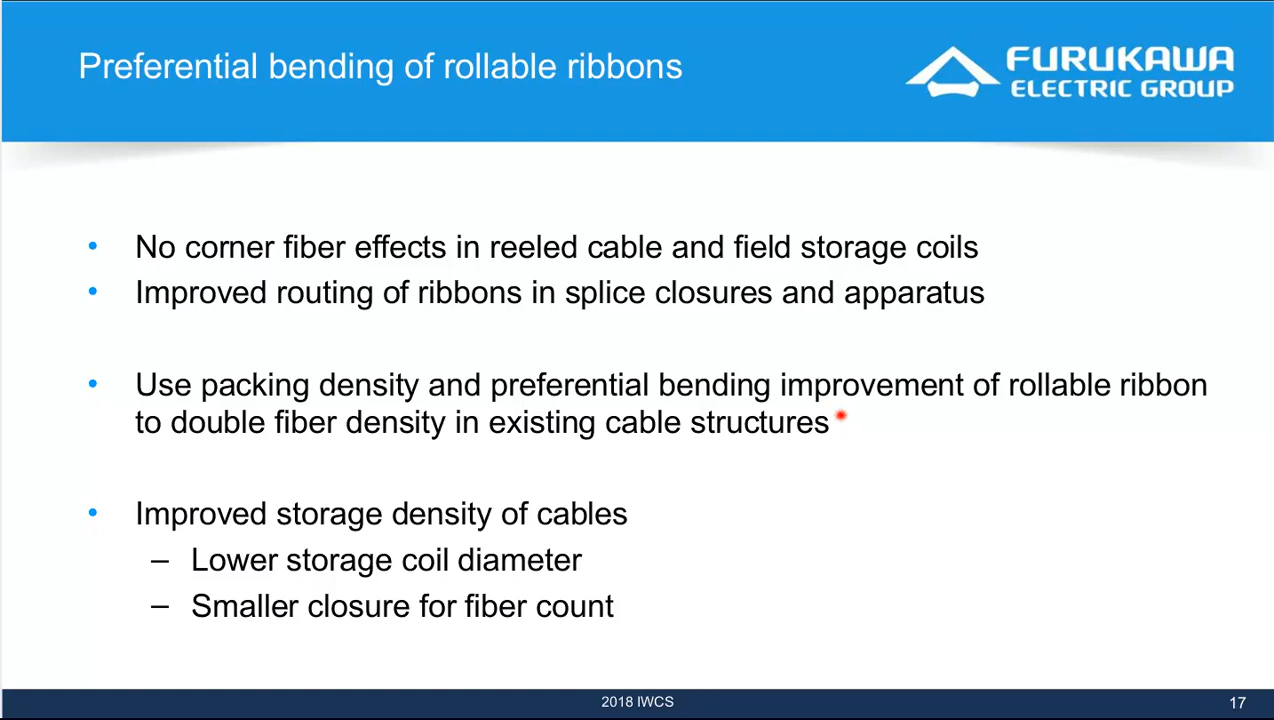 Preferential bending of rollable ribbons
FURUKAWA
ELECTRIC GROUP
• No corner fiber effects in reeled cable and field storage coils
• Improved routing of ribbons in splice closures and apparatus
• Use packing density and preferential bending improvement of rollable ribbon
to double fiber density in existing cable structures
• Improved storage density of cables
– Lower storage coil diameter
– Smaller closure for fiber count
2018 IWCS
17